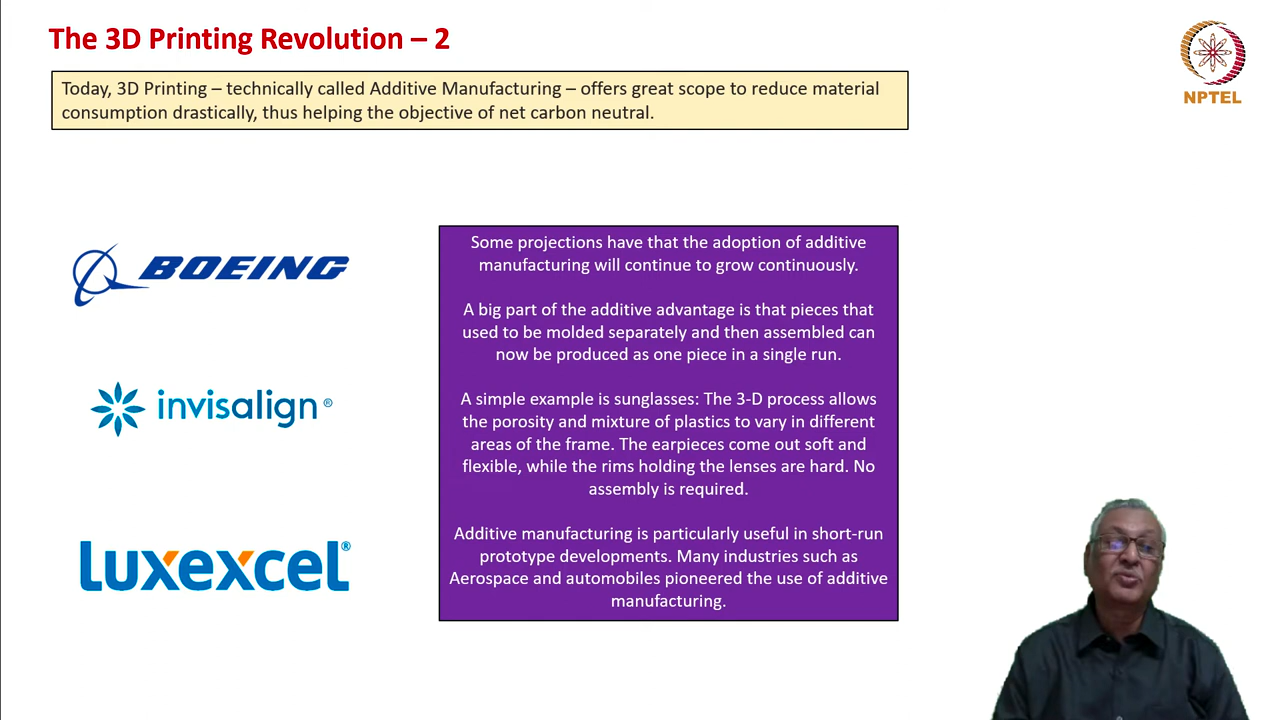 The 3D Printing Revolution – 2
NPTEL
Today, 3D Printing – technically called Additive Manufacturing – offers great scope to reduce material
consumption drastically, thus helping the objective of net carbon neutral.
BOEING
invisalign®
luxexcel®
Some projections have that the adoption of additive
manufacturing will continue to grow continuously.
A big part of the additive advantage is that pieces that
used to be molded separately and then assembled can
now be produced as one piece in a single run.
A simple example is sunglasses: The 3-D process allows
the porosity and mixture of plastics to vary in different
areas of the frame. The earpieces come out soft and
flexible, while the rims holding the lenses are hard. No
assembly is required.
Additive manufacturing is particularly useful in short-run
prototype developments. Many industries such as
Aerospace and automobiles pioneered the use of additive
manufacturing.